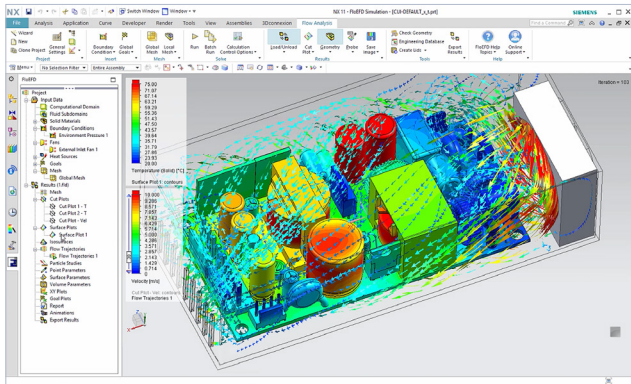 NX
Switch Window
Window
NX 11 - FloEFD Simulation - [CUI-DEFAULT_x_t.prt]
SIEMENS
File
Analysis
Application
Curve
Developer
Render
Tools
View
Assemblies
3Dconnexion
Flow Analysis
Find a Command
Wizard
New
Clone Project
General Settings
Boundary Condition
Global Goals
Global Mesh
Local Mesh
Run
Batch Run
Calculation Control Options
Load/Unload
Cut Plot
Geometry
Probe
Save Image
Check Geometry
Engineering Database
Create Lids
Export Results
FloEFD Help Topics
Online Support
Project
Insert
Mesh
Solve
Results
Tools
Help
Menu
No Selection Filter
Entire Assembly
FloEFD
Project
Input Data
Computational Domain
Fluid Subdomains
Solid Materials
Boundary Conditions
Environment Pressure 1
Fans
External Inlet Fan 1
Heat Sources
Goals
Mesh
Global Mesh
Results (1.fld)
Mesh
Cut Plots
Cut Plot 1 - T
Cut Plot 2 - T
Cut Plot - Vel
Surface Plots
Surface Plot 1
Isosurfaces
Flow Trajectories
Flow Trajectories 1
Particle Studies
Point Parameters
Surface Parameters
Volume Parameters
XY Plots
Goal Plots
Report
Animations
Export Results
Iteration = 103
75.00
71.07
67.14
63.21
59.29
55.36
51.43
47.50
43.57
39.64
35.71
31.79
27.86
23.93
20.00
Temperature (Solid) [°C]
Surface Plot 1: contours
9.286
8.571
7.857
7.143
6.429
5.714
5.000
4.286
3.571
2.857
2.143
1.429
0.714
0
Velocity [m/s]
Cut Plot - Vel: contours
Flow Trajectories 1